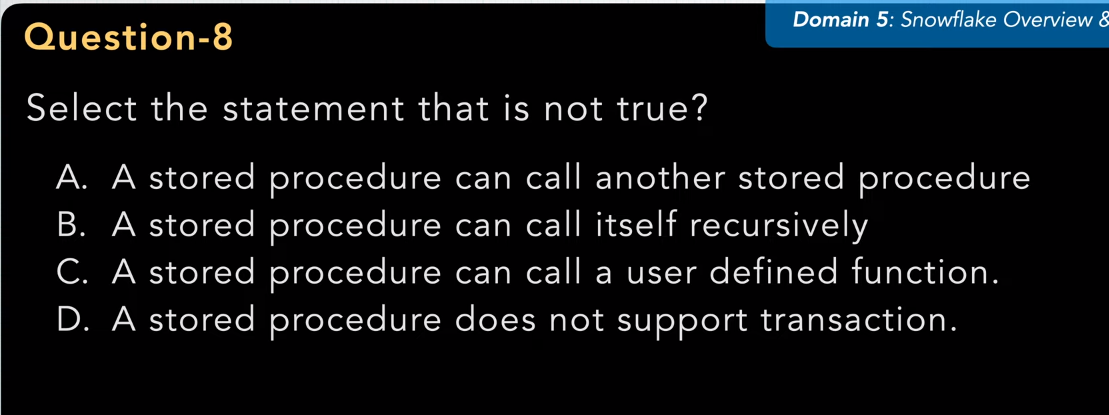 Domain 5: Snowflake Overview &
Question-8
Select the statement that is not true?
A. A stored procedure can call another stored procedure
B. A stored procedure can call itself recursively
C. A stored procedure can call a user defined function.
D. A stored procedure does not support transaction.